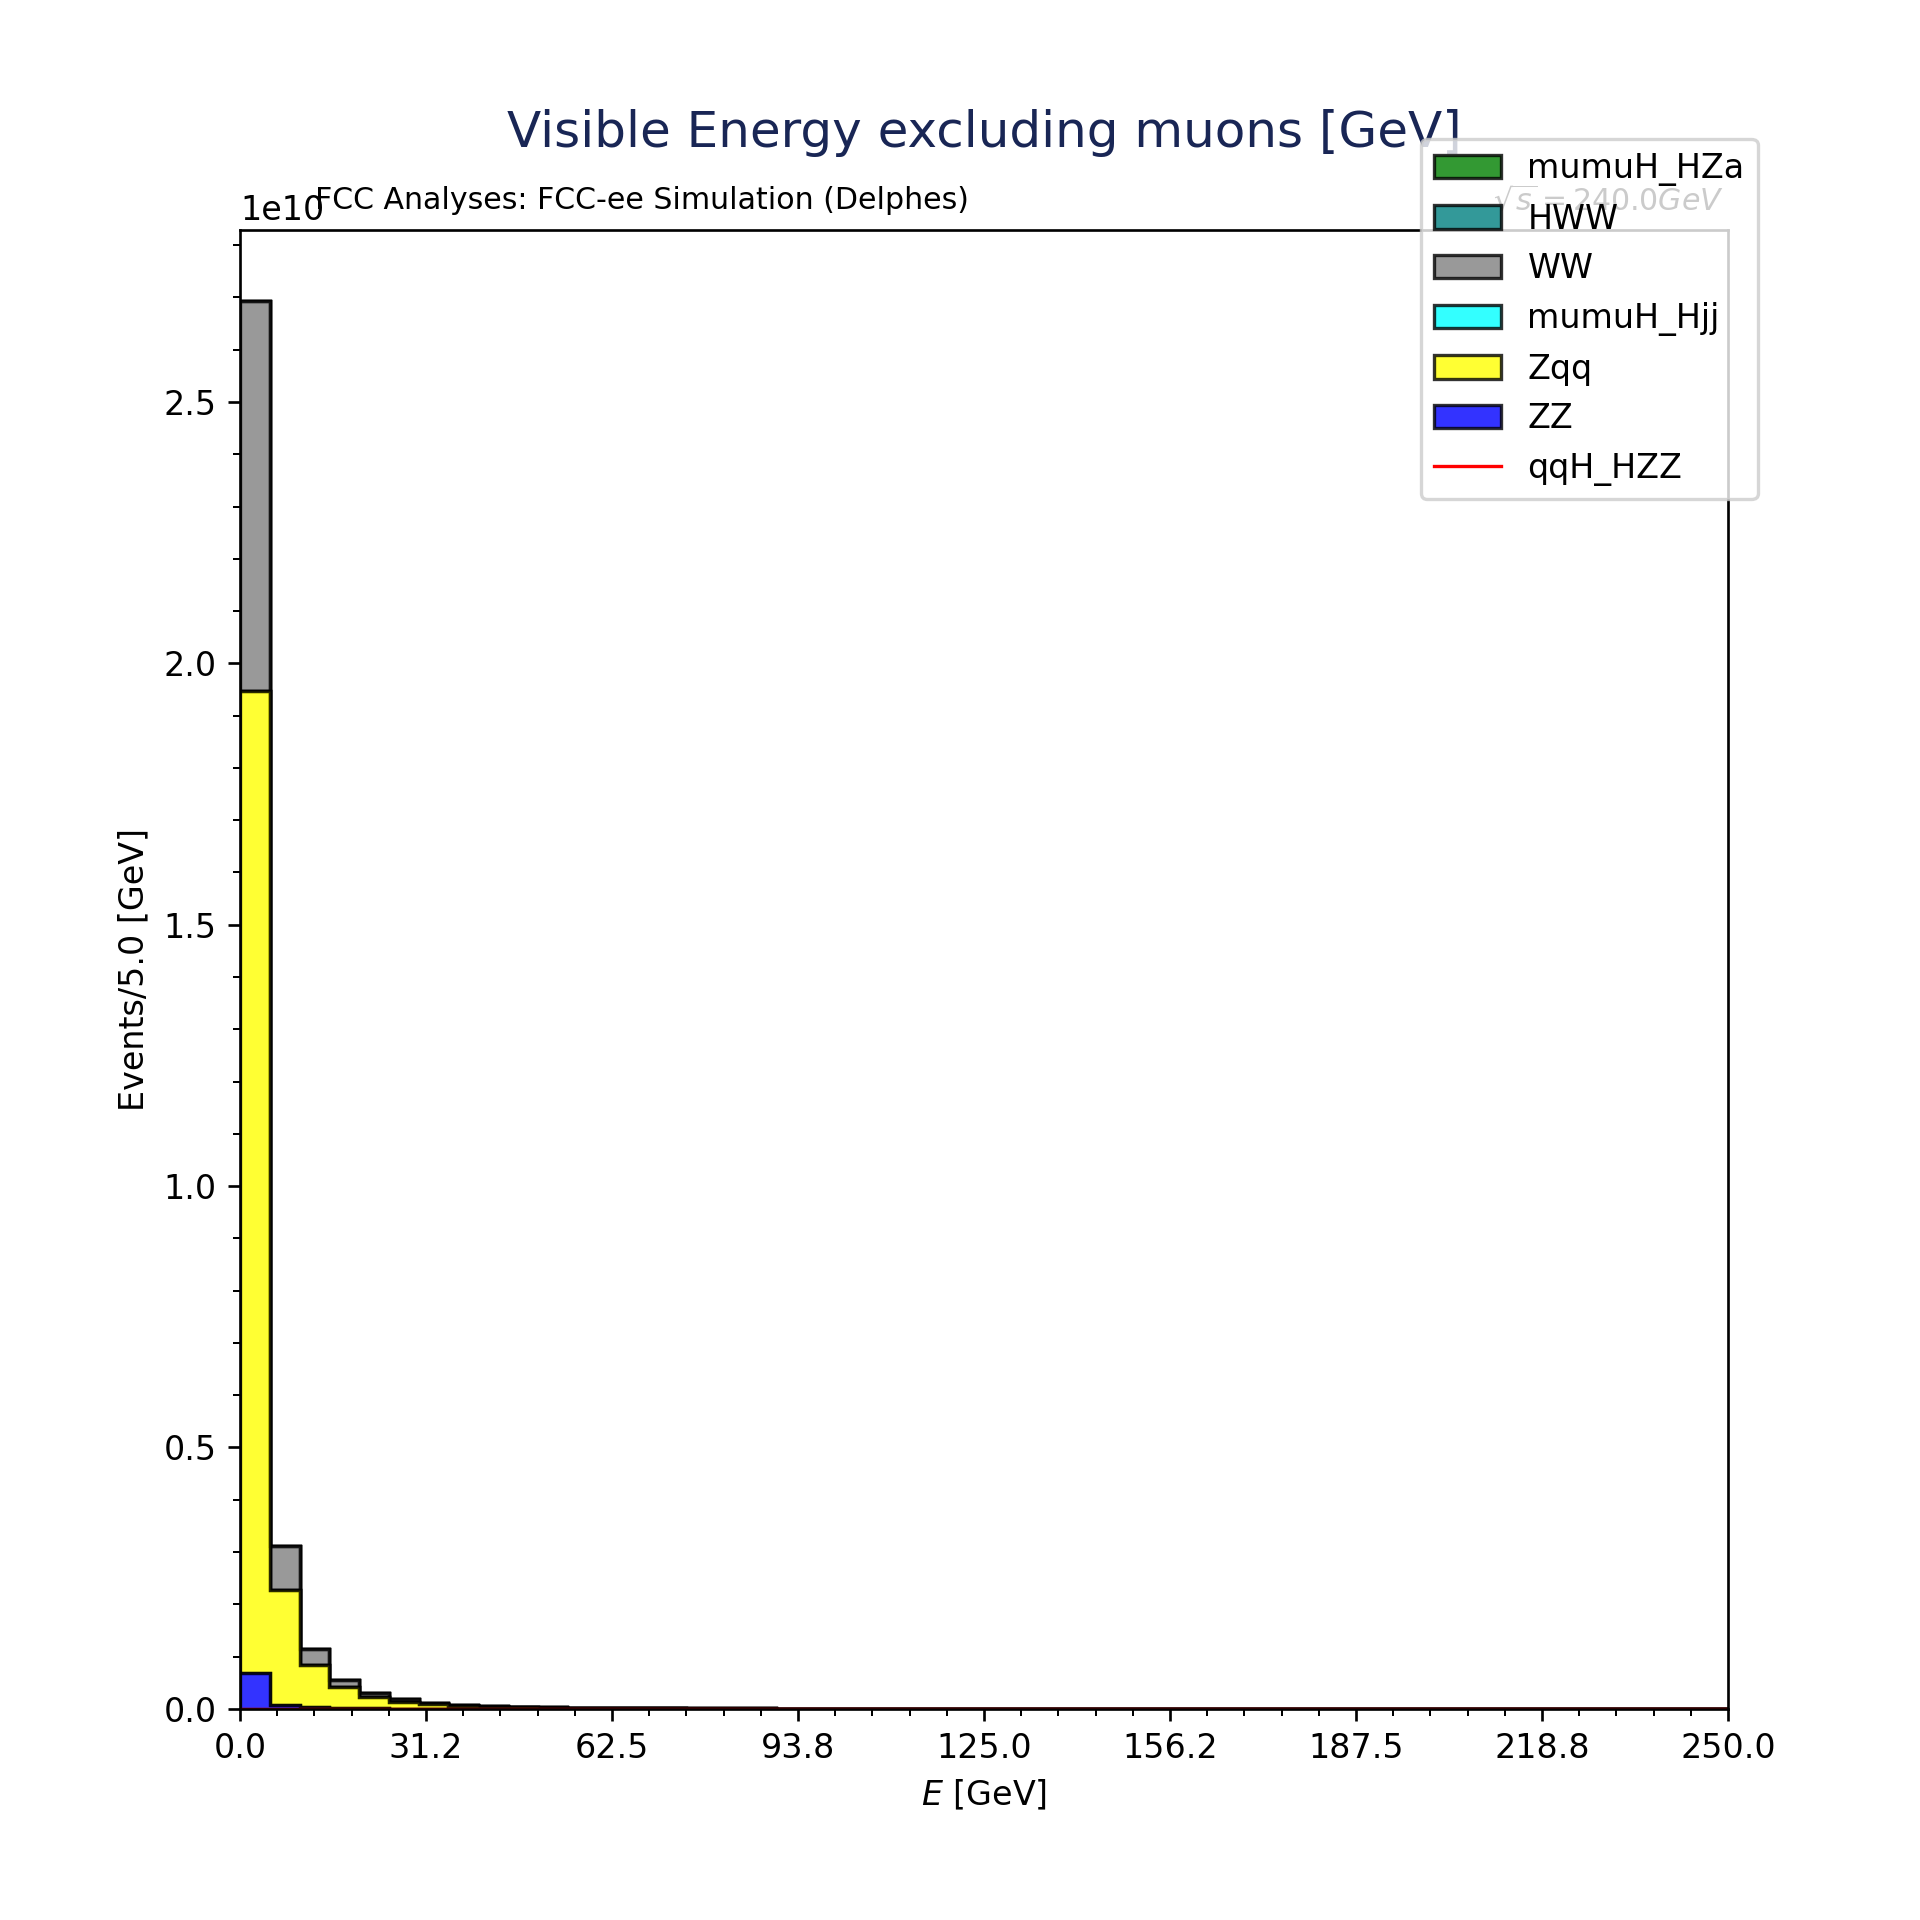 Visible Energy excluding muons [GeV]
1e10
FCC Analyses: FCC-ee Simulation (Delphes)
√s = 240.0GeV
mumuH_HZa
HWW
WW
mumuH_Hjj
Zqq
ZZ
qqH_HZZ
2.5
2.0
1.5
1.0
0.5
0.0
Events/5.0 [GeV]
0.0 31.2 62.5 93.8 125.0 156.2 187.5 218.8 250.0
E [GeV]